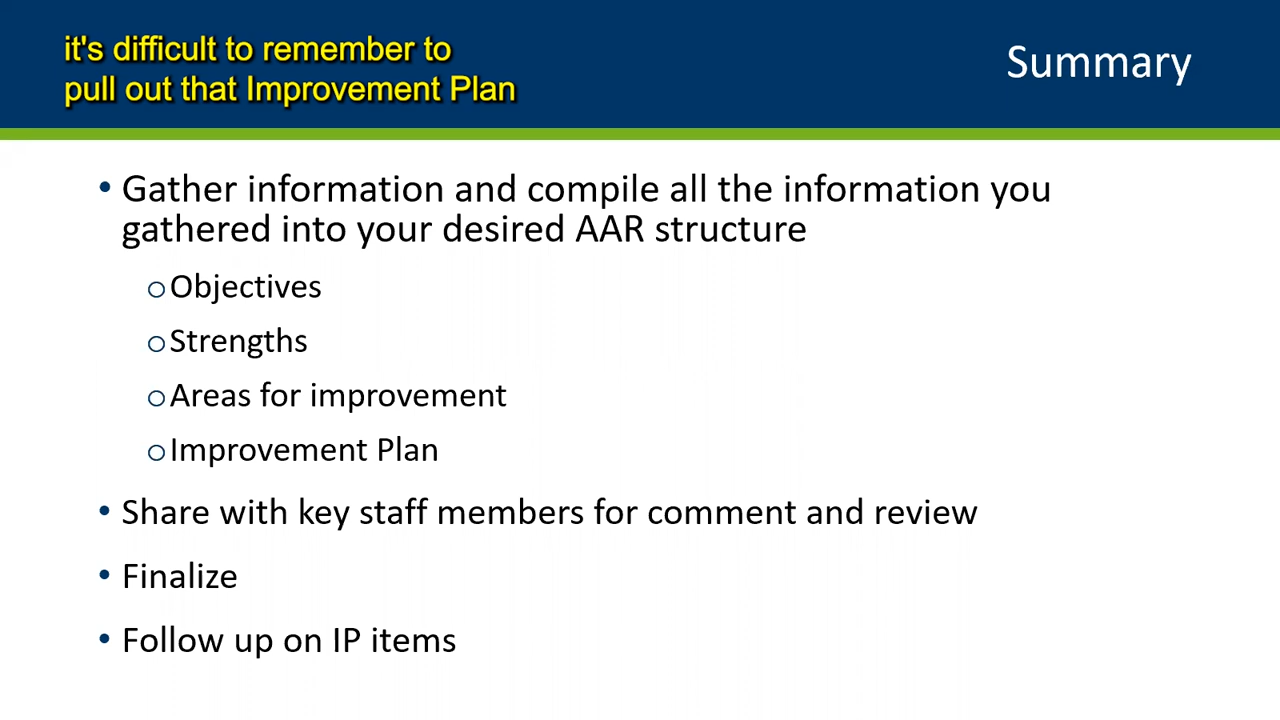 it's difficult to remember to
pull out that Improvement Plan
Summary
• Gather information and compile all the information you
gathered into your desired AAR structure
o Objectives
o Strengths
o Areas for improvement
o Improvement Plan
• Share with key staff members for comment and review
• Finalize
• Follow up on IP items